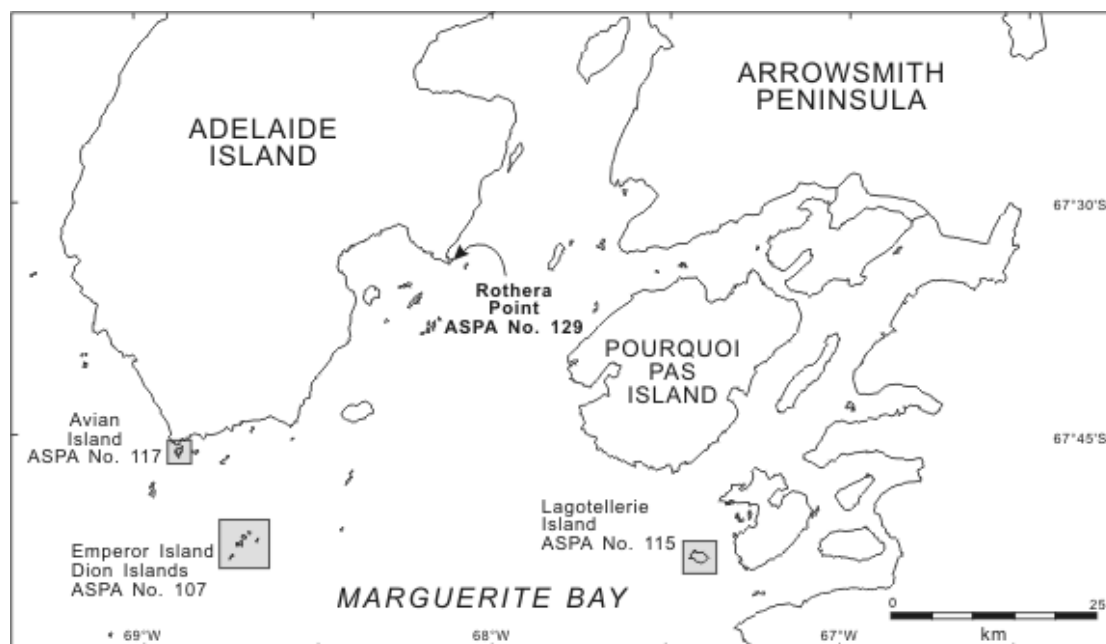 ARROWSMITH
PENINSULA
ADELAIDE
ISLAND
67°30'S
Rothera
Point
ASPA No. 129
POURQUOI
PAS
ISLAND
Avian
Island
ASPA No. 117
67°45'S
Lagotellerie
Island
ASPA No. 115
Emperor Island
Dion Islands
ASPA No. 107
MARGUERITE BAY
0 25
km
69°W
68°W
67°W